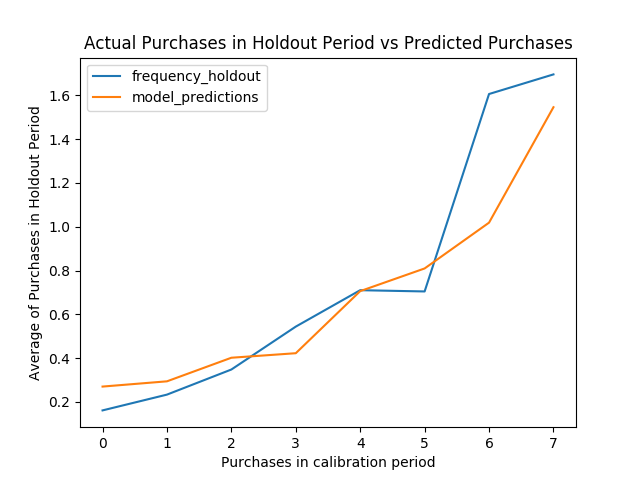 Actual Purchases in Holdout Period vs Predicted Purchases
frequency_holdout
model_predictions
1.6
1.4
1.2
1.0
0.8
0.6
0.4
0.2
Average of Purchases in Holdout Period
0 1 2 3 4 5 6 7
Purchases in calibration period